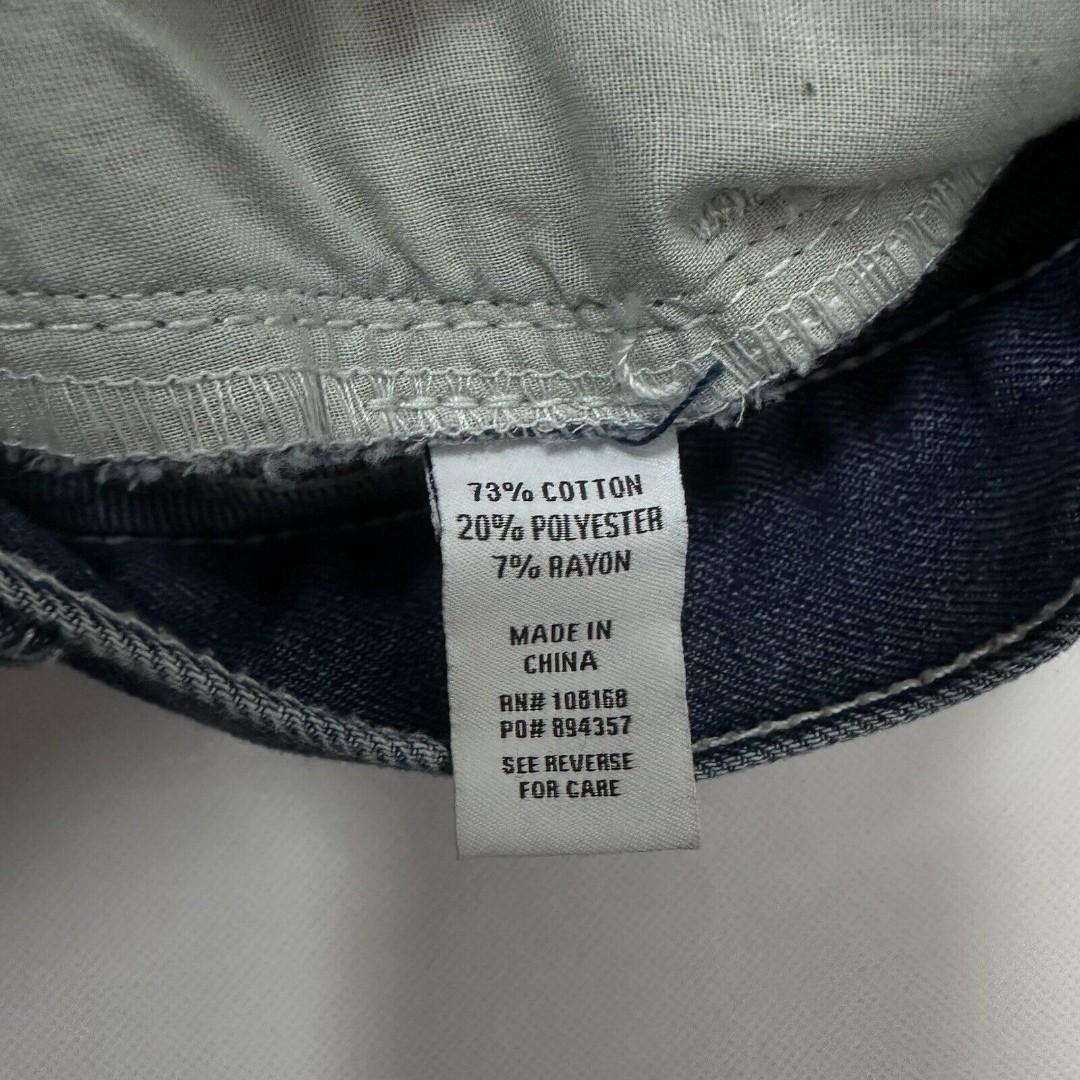 73% COTTON
20% POLYESTER
7% RAYON
MADE IN
CHINA
RN# 108168
PO# 894357
SEE REVERSE
FOR CARE